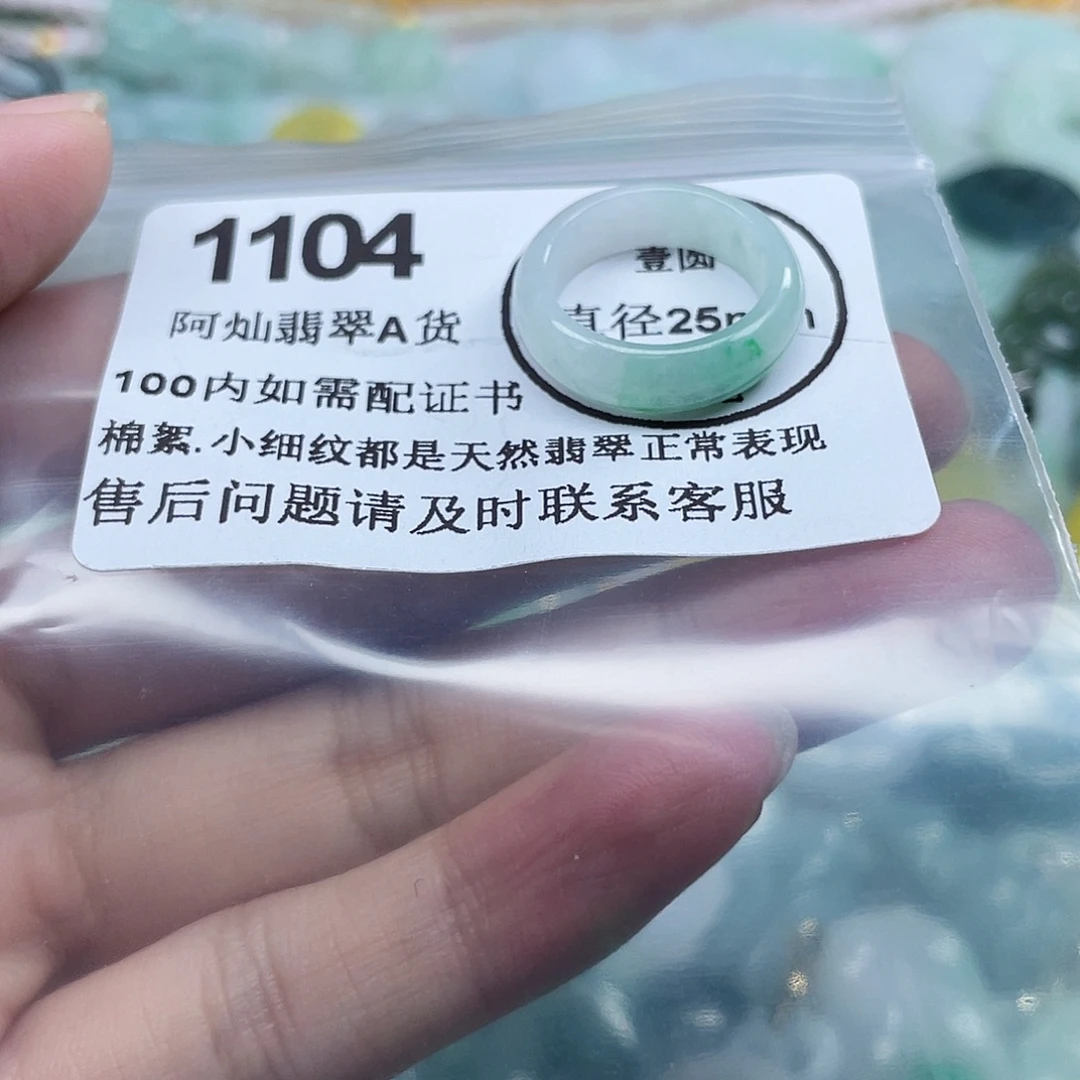 1104
壹圆
阿灿翡翠A货
直径25mm
100内如需配证书
棉絮.小细纹都是天然翡翠正常表现
售后问题请及时联系客服